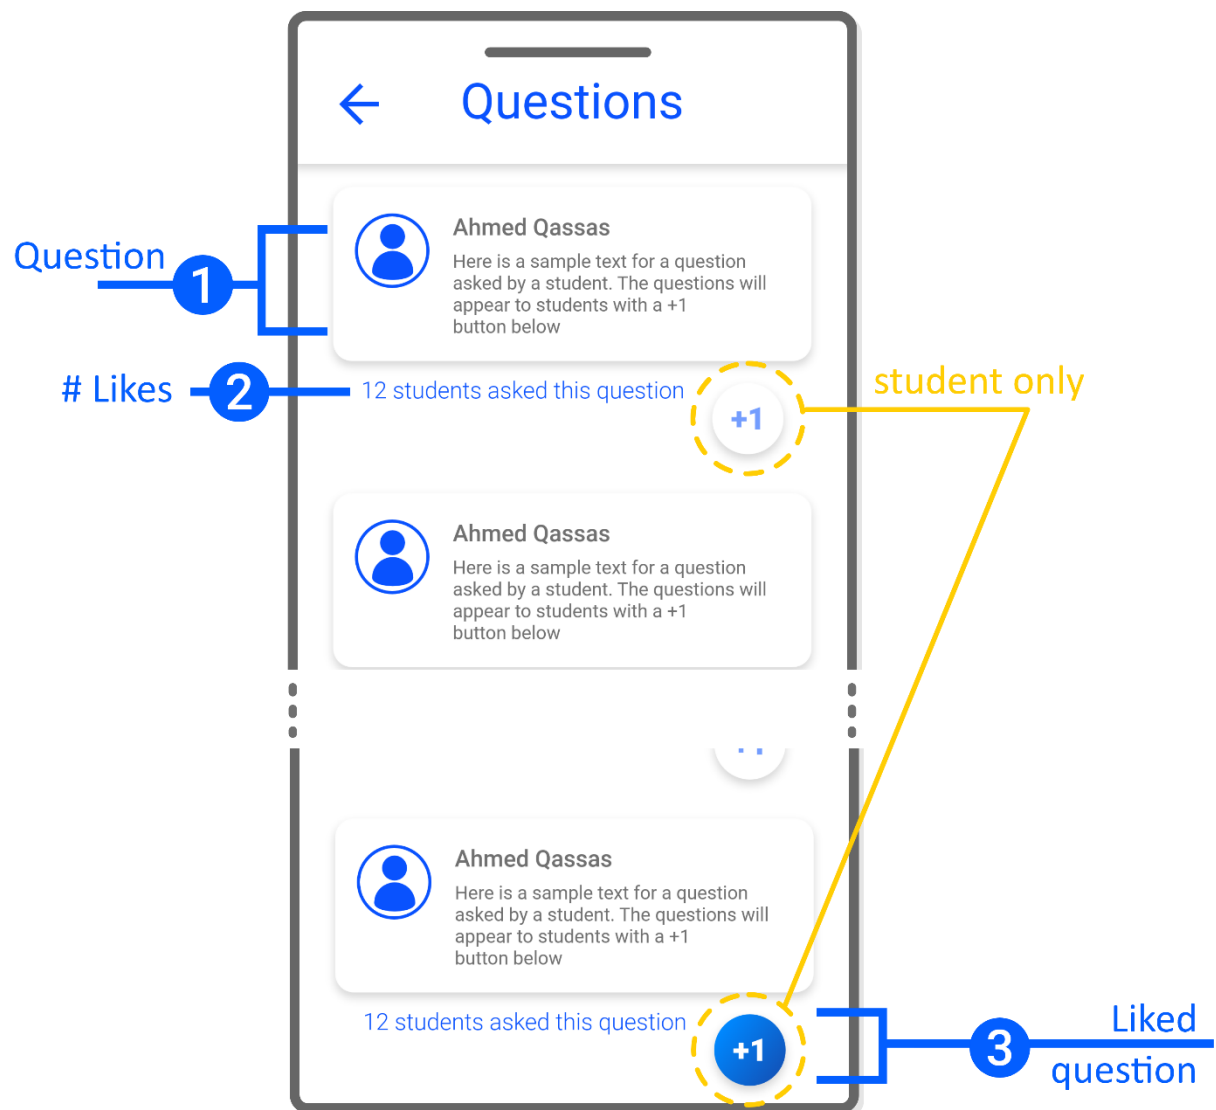 Questions
Question
1
Ahmed Qassas
Here is a sample text for a question
asked by a student. The questions will
appear to students with a +1
button below
# Likes
2
12 students asked this question
+1
student only
Ahmed Qassas
Here is a sample text for a question
asked by a student. The questions will
appear to students with a +1
button below
Ahmed Qassas
Here is a sample text for a question
asked by a student. The questions will
appear to students with a +1
button below
12 students asked this question
+1
3
Liked
question